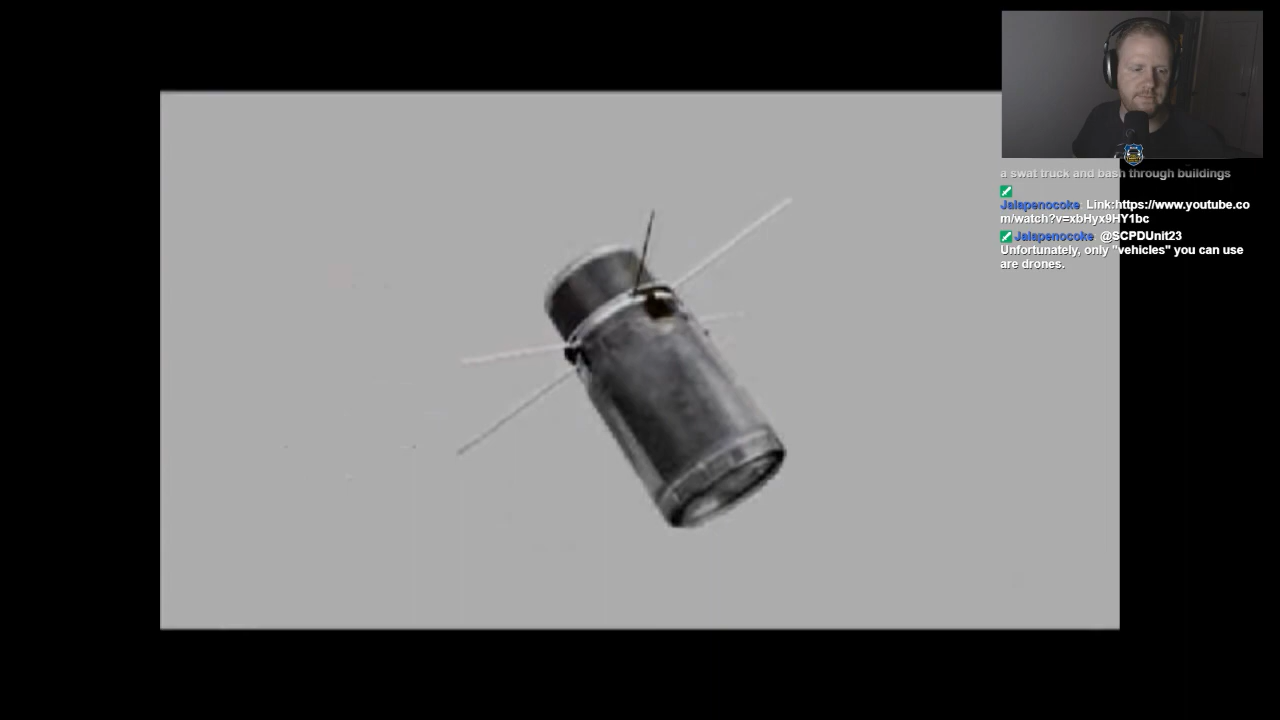 a swat truck and bash through buildings
Jalapenocoke Link:https://www.youtube.co
m/watch?v=xbHyx9HY1bc
Jalapenocoke @SCPDUnit23
Unfortunately, only "vehicles" you can use
are drones.